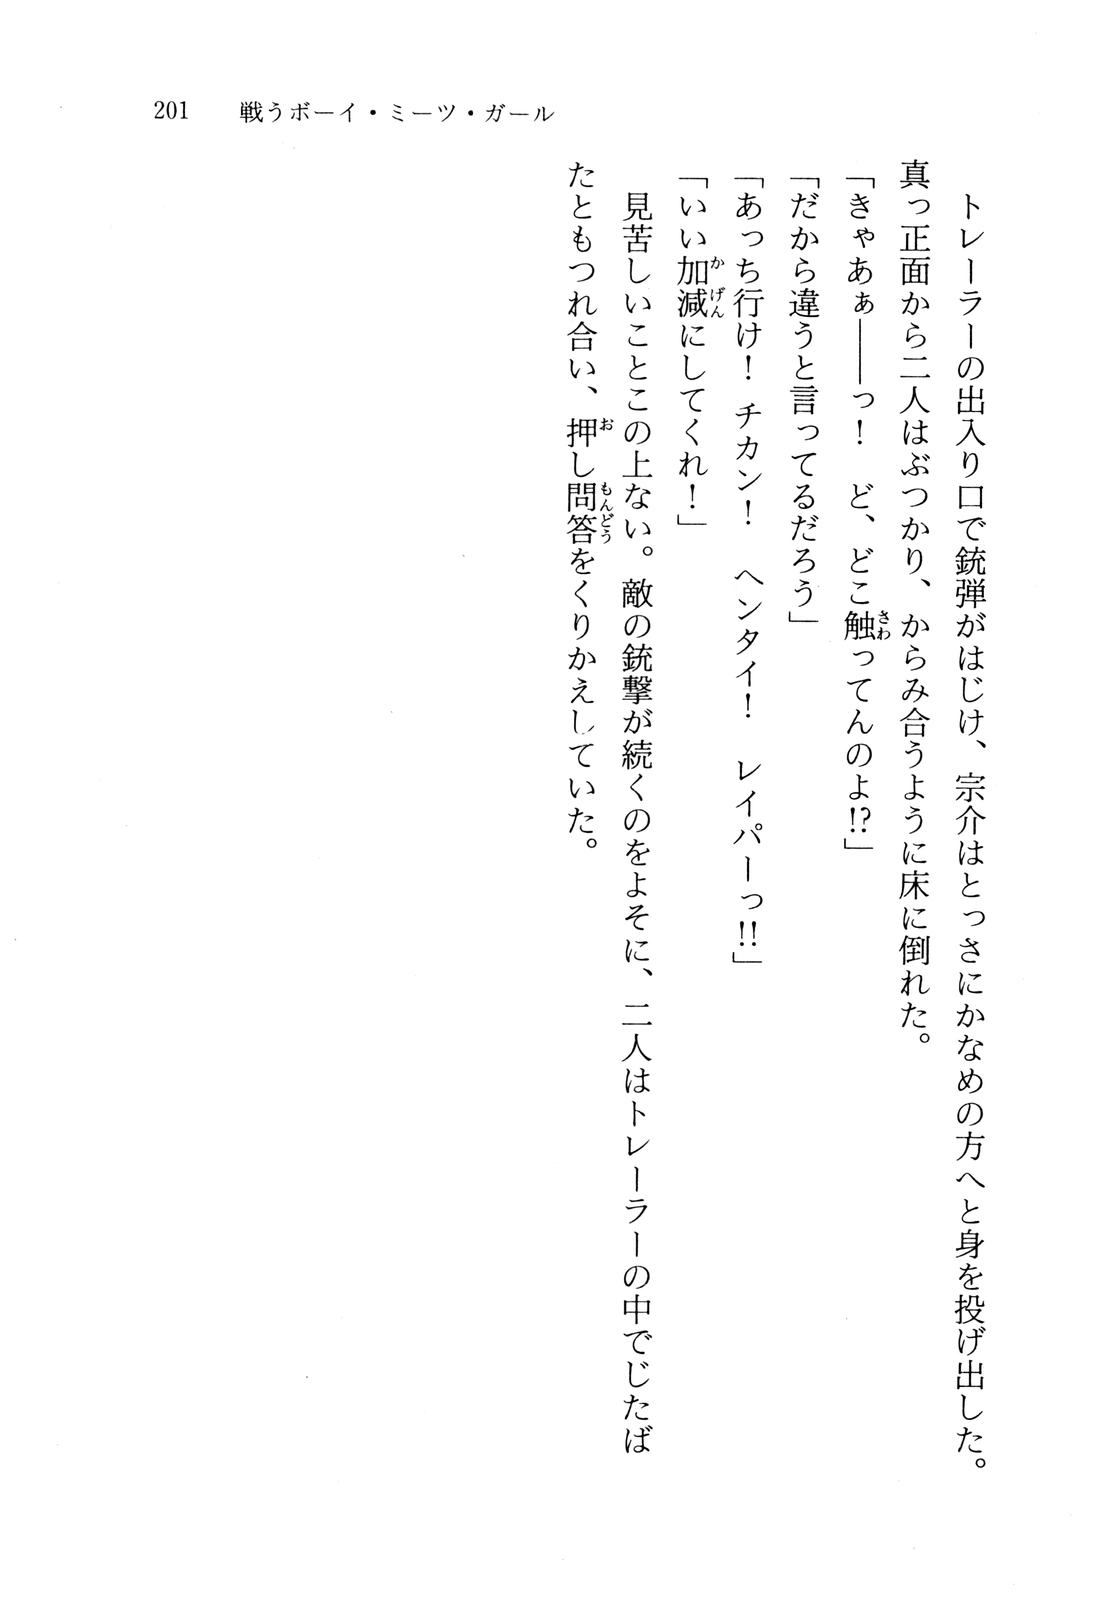 201　戦うボーイ・ミーツ・ガール
　トレーラーの出入り口で銃弾がはじけ、宗介はとっさにかなめの方へと身を投げ出した。
真っ正面から二人はぶつかり、からみ合うように床に倒れた。
「きゃあぁ――っ！　ど、どこ触ってんのよ!?」
「だから違うと言ってるだろう」
「あっち行け！　チカン！　ヘンタイ！　レイパーっ!!」
「いい加減にしてくれ！」
　見苦しいことこの上ない。敵の銃撃が続くのをよそに、二人はトレーラーの中でじたば
たともつれ合い、押し問答をくりかえしていた。